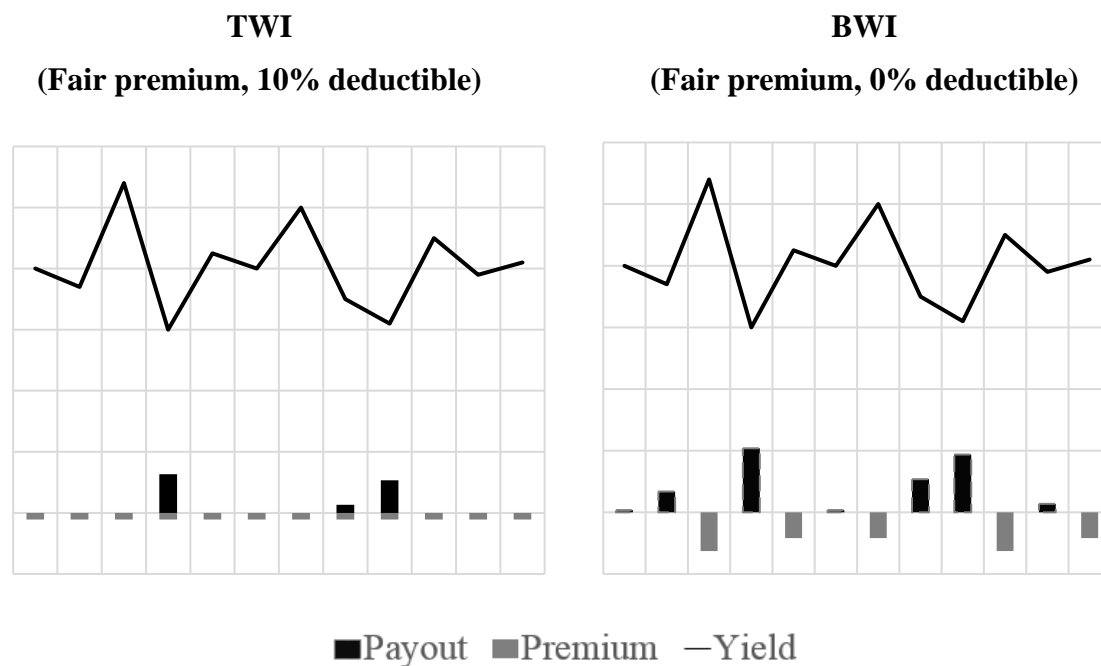 TWI
(Fair premium, 10% deductible)
BWI
(Fair premium, 0% deductible)
Payout Premium Yield